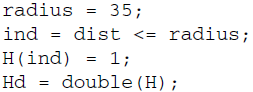 radius = 35;
ind = dist <= radius;
H(ind) = 1;
Hd = double(H);